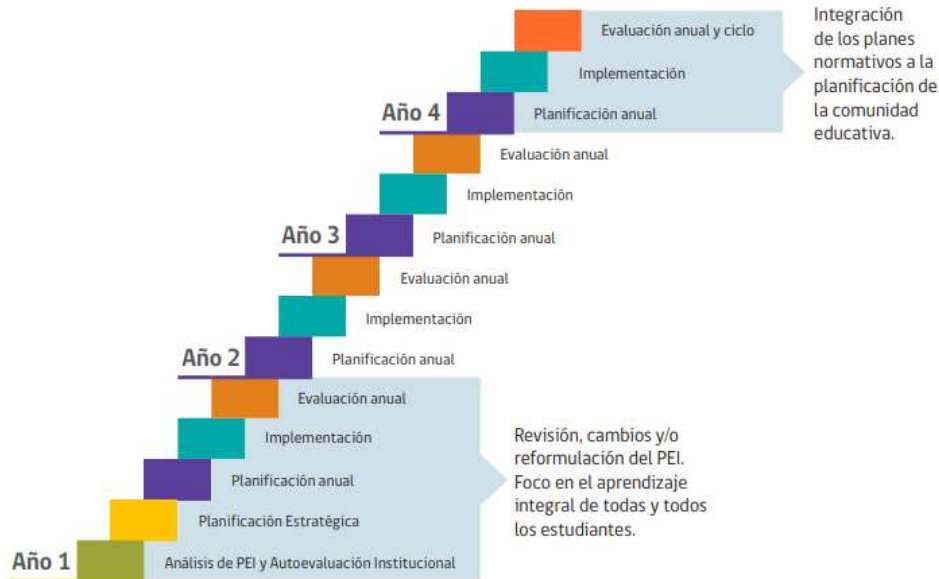 Evaluación anual y ciclo
Implementación
Año 4
Planificación anual
Integración
de los planes
normativos a la
planificación de
la comunidad
educativa.
Evaluación anual
Implementación
Año 3
Planificación anual
Evaluación anual
Implementación
Año 2
Planificación anual
Evaluación anual
Implementación
Planificación anual
Planificación Estratégica
Año 1
Análisis de PEI y Autoevaluación Institucional
Revisión, cambios y/o
reformulación del PEI.
Foco en el aprendizaje
integral de todas y todos
los estudiantes.